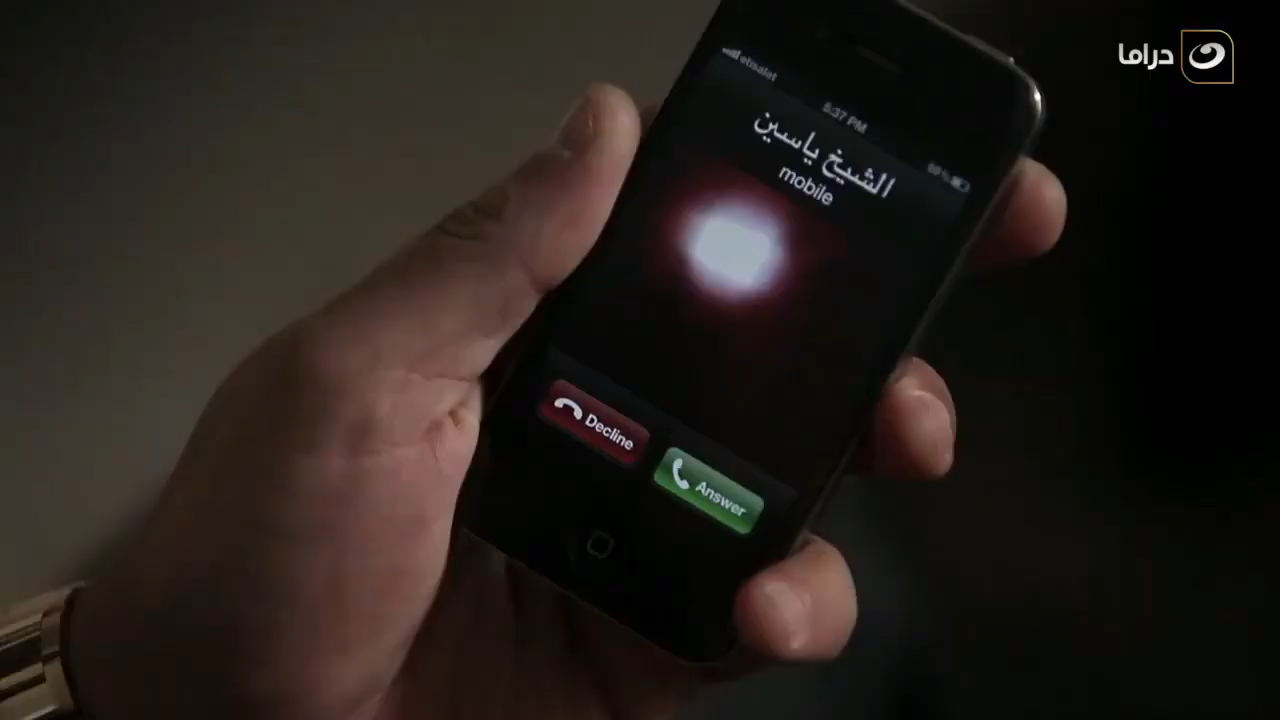 دراما
etisalat
5:37 PM
الشيخ ياسين
mobile
Decline
Answer